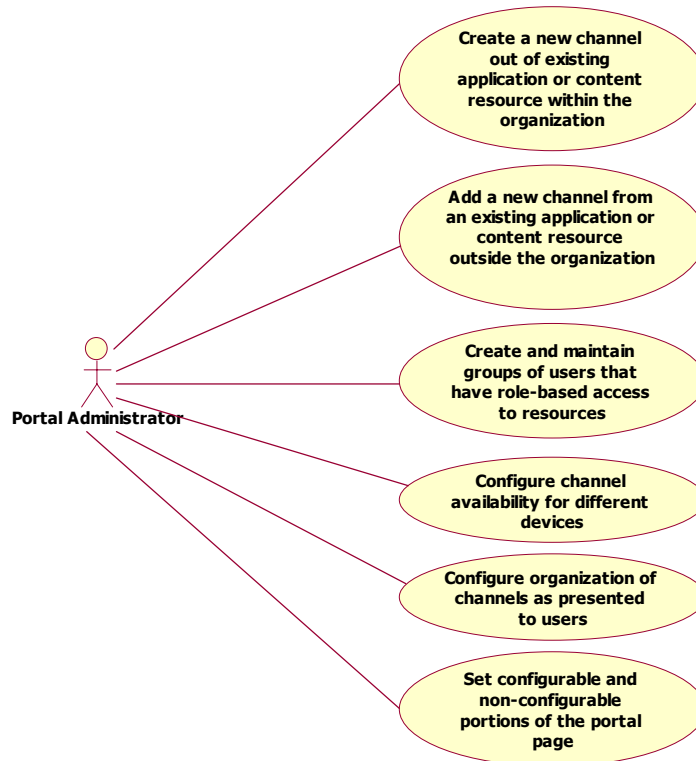 Create a new channel
out of existing
application or content
resource within the
organization
Add a new channel from
an existing application or
content resource
outside the organization
Create and maintain
groups of users that
have role-based access
to resources
Portal Administrator
Configure channel
availability for different
devices
Configure organization of
channels as presented
to users
Set configurable and
non-configurable
portions of the portal
page